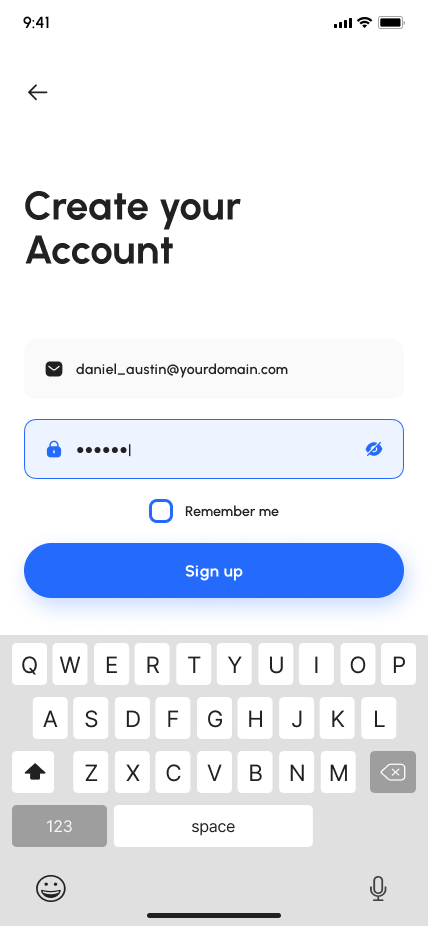 9:41
Create your
Account
daniel_austin@yourdomain.com
●●●●●●|
Remember me
Sign up
Q W E R T Y U I O P
A S D F G H J K L
Z X C V B N M
123 space